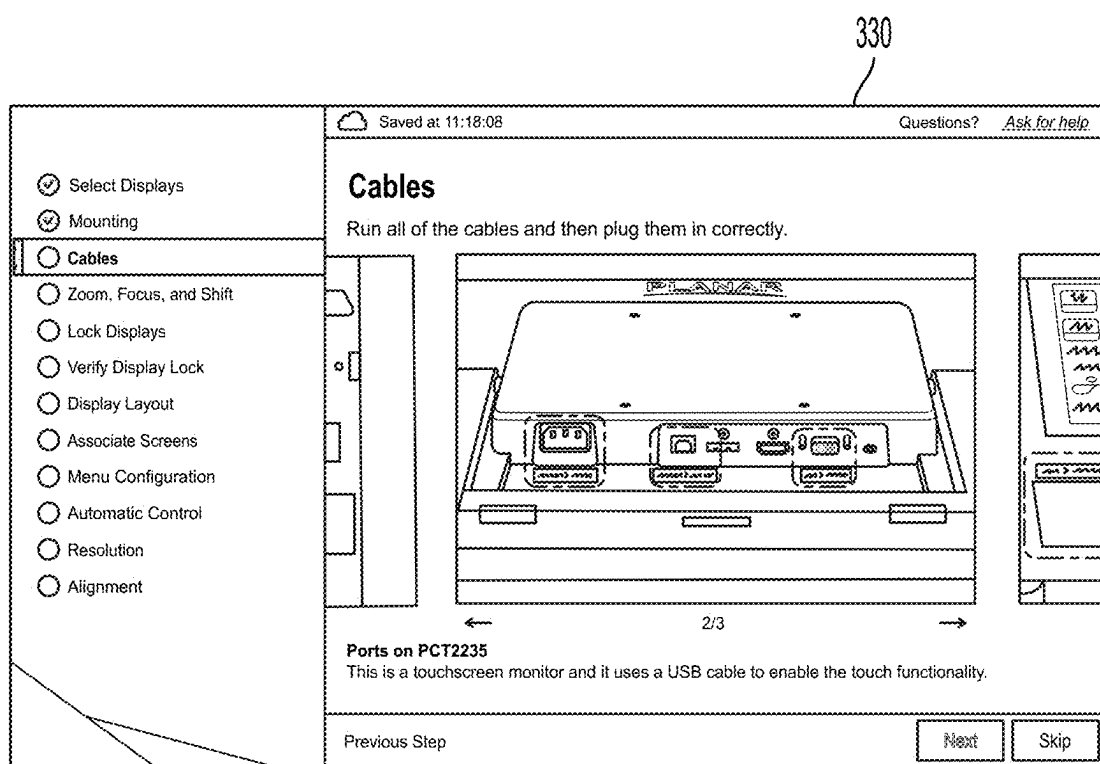 330
Saved at 11:18:08
Questions? Ask for help
Select Displays
Mounting
Cables
Zoom, Focus, and Shift
Lock Displays
Verify Display Lock
Display Layout
Associate Screens
Menu Configuration
Automatic Control
Resolution
Alignment
Cables
Run all of the cables and then plug them in correctly.
PLANAR
2/3
Ports on PCT2235
This is a touchscreen monitor and it uses a USB cable to enable the touch functionality.
Previous Step
Next
Skip